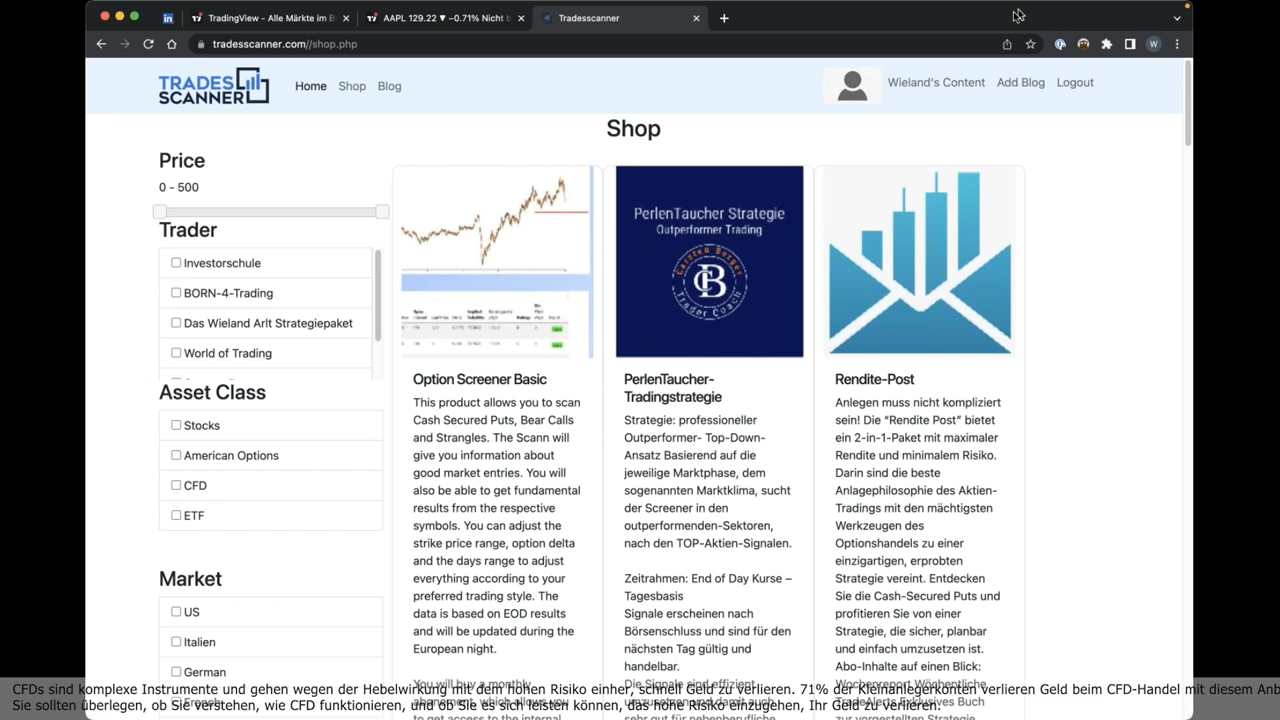 TradingView - Alle Märkte im B
AAPL 129.22 ▼ −0.71% Nicht b
Tradesscanner
tradesscanner.com//shop.php
W
TRADES
SCANNER
Home
Shop
Blog
Wieland's Content
Add Blog
Logout
Shop
Price
0 - 500
Trader
Investorschule
BORN-4-Trading
Das Wieland Arlt Strategiepaket
World of Trading
Asset Class
Stocks
American Options
CFD
ETF
Market
US
Italien
German
Option Screener Basic
This product allows you to scan
Cash Secured Puts, Bear Calls
and Strangles. The Scann will
give you information about
good market entries. You will
also be able to get fundamental
results from the respective
symbols. You can adjust the
strike price range, option delta
and the days range to adjust
everything according to your
preferred trading style. The
data is based on EOD results
and will be updated during the
European night.
You will buy a monthly
PerlenTaucher Strategie
Outperformer Trading
Carsten Berger
CB
Trader Coach
PerlenTaucher-
Tradingstrategie
Strategie: professioneller
Outperformer- Top-Down-
Ansatz Basierend auf die
jeweilige Marktphase, dem
sogenannten Marktklima, sucht
der Screener in den
outperformenden-Sektoren,
nach den TOP-Aktien-Signalen.
Zeitrahmen: End of Day Kurse –
Tagesbasis
Signale erscheinen nach
Börsenschluss und sind für den
nächsten Tag gültig und
handelbar.
Die Signale sind effizient
Rendite-Post
Anlegen muss nicht kompliziert
sein! Die “Rendite Post” bietet
ein 2-in-1-Paket mit maximaler
Rendite und minimalem Risiko.
Darin sind die beste
Anlagephilosophie des Aktien-
Tradings mit den mächtigsten
Werkzeugen des
Optionshandels zu einer
einzigartigen, erprobten
Strategie vereint. Entdecken
Sie die Cash-Secured Puts und
profitieren Sie von einer
Strategie, die sicher, planbar
und einfach umzusetzen ist.
Abo-Inhalte auf einen Blick:
Wochenreport Wöchentliche
CFDs sind komplexe Instrumente und gehen wegen der Hebelwirkung mit dem hohen Risiko einher, schnell Geld zu verlieren. 71% der Kleinanlegerkonten verlieren Geld beim CFD-Handel mit diesem Anb
Sie sollten überlegen, ob Sie verstehen, wie CFD funktionieren, und ob Sie es sich leisten können, das hohe Risiko einzugehen, Ihr Geld zu verlieren.